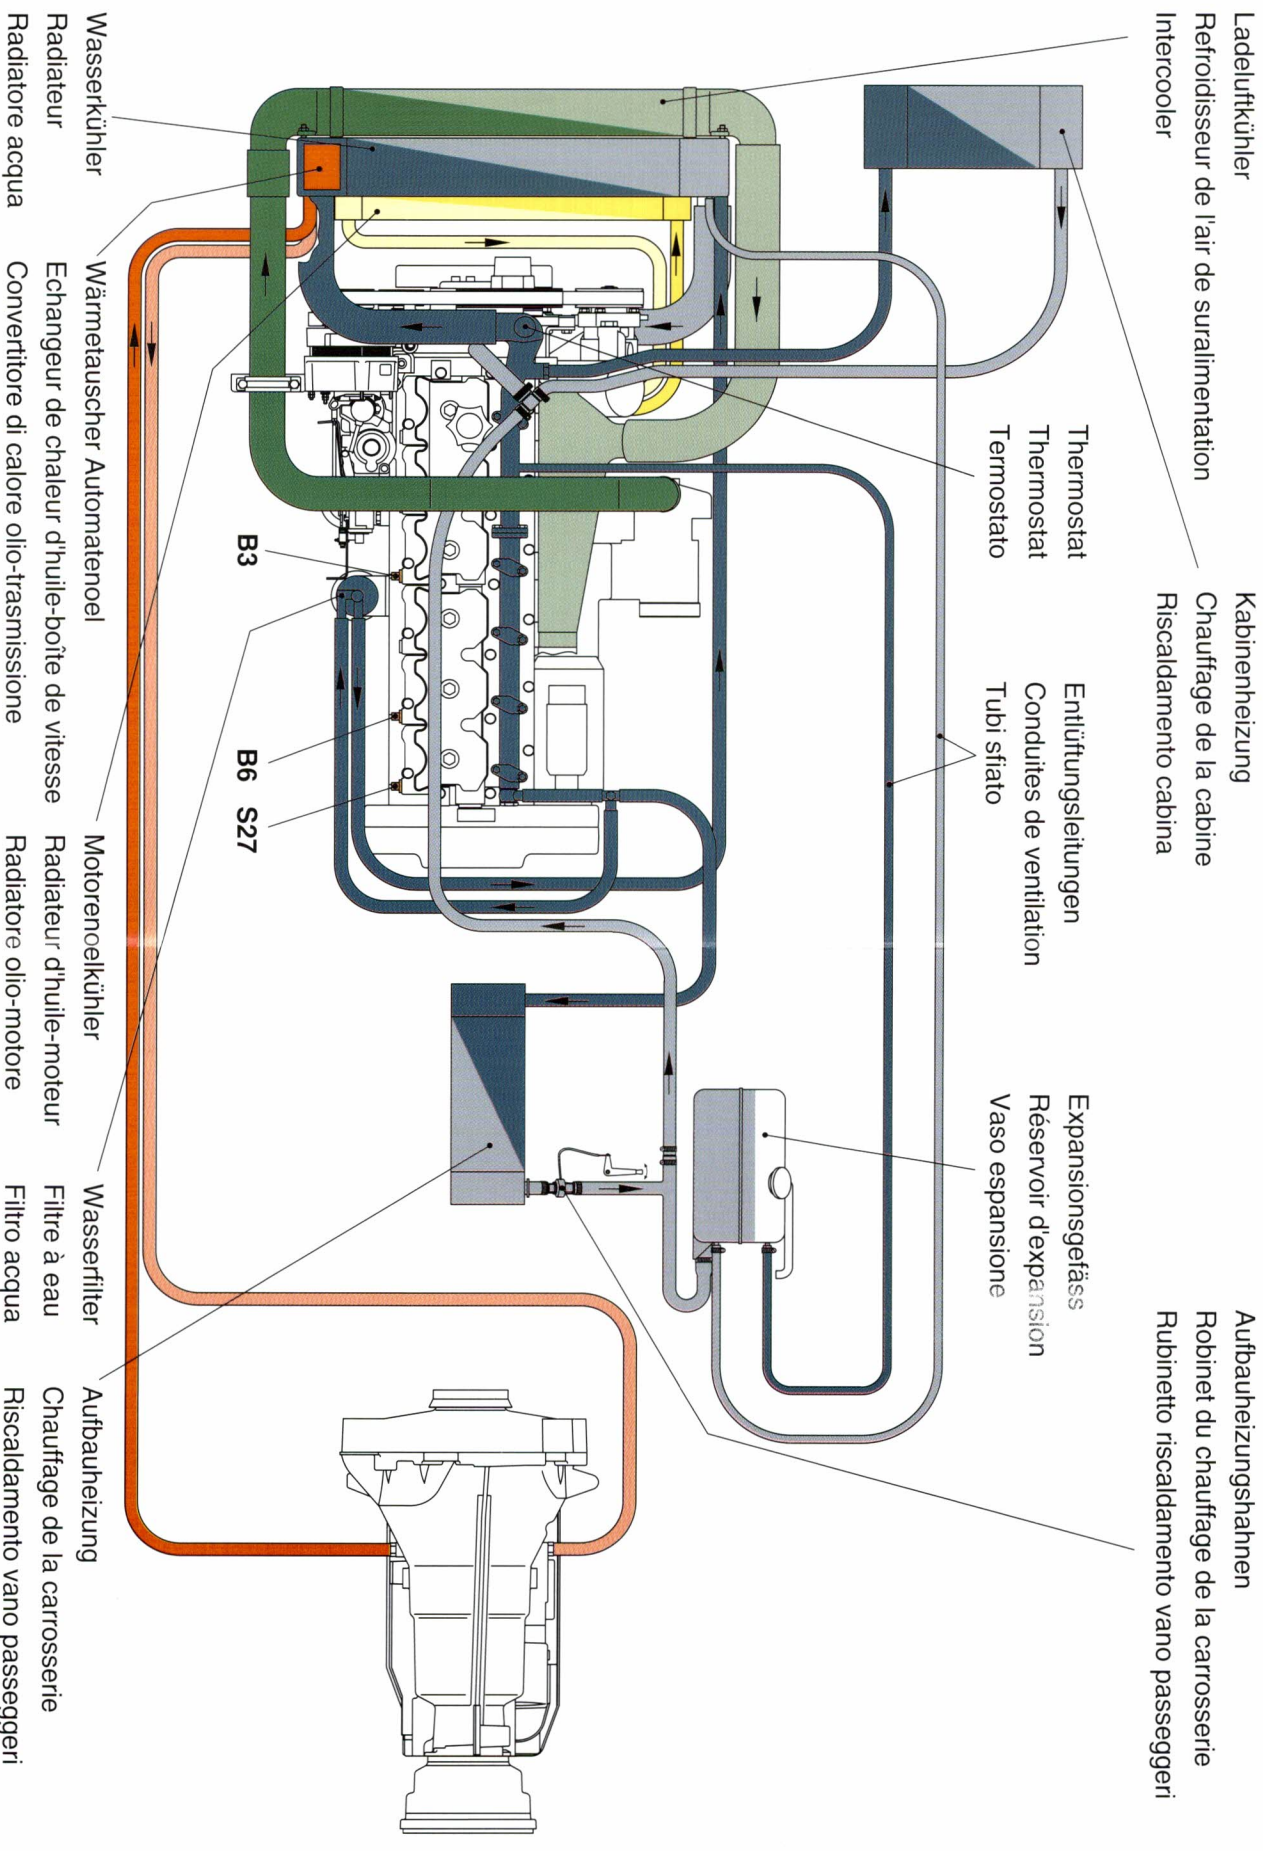 Ladeluftkühler
Refroidisseur de l'air de suralimentation
Intercooler
Kabinenheizung
Chauffage de la cabine
Riscaldamento cabina
Aufbauheizungshahnen
Robinet du chauffage de la carrosserie
Rubinetto riscaldamento vano passeggeri
Thermostat
Thermostat
Termostato
Entlüftungsleitungen
Conduites de ventilation
Tubi sfiato
Expansionsgefäss
Réservoir d'expansion
Vaso espansione
B3
B6
S27
Wasserkühler
Radiateur
Radiatore acqua
Wärmetauscher Automatenoel
Echangeur de chaleur d'huile-boîte de vitesse
Convertitore di calore olio-trasmissione
Motorenoelkühler
Radiateur d'huile-moteur
Radiatore olio-motore
Wasserfilter
Filtre à eau
Filtro acqua
Aufbauheizung
Chauffage de la carrosserie
Riscaldamento vano passeggeri